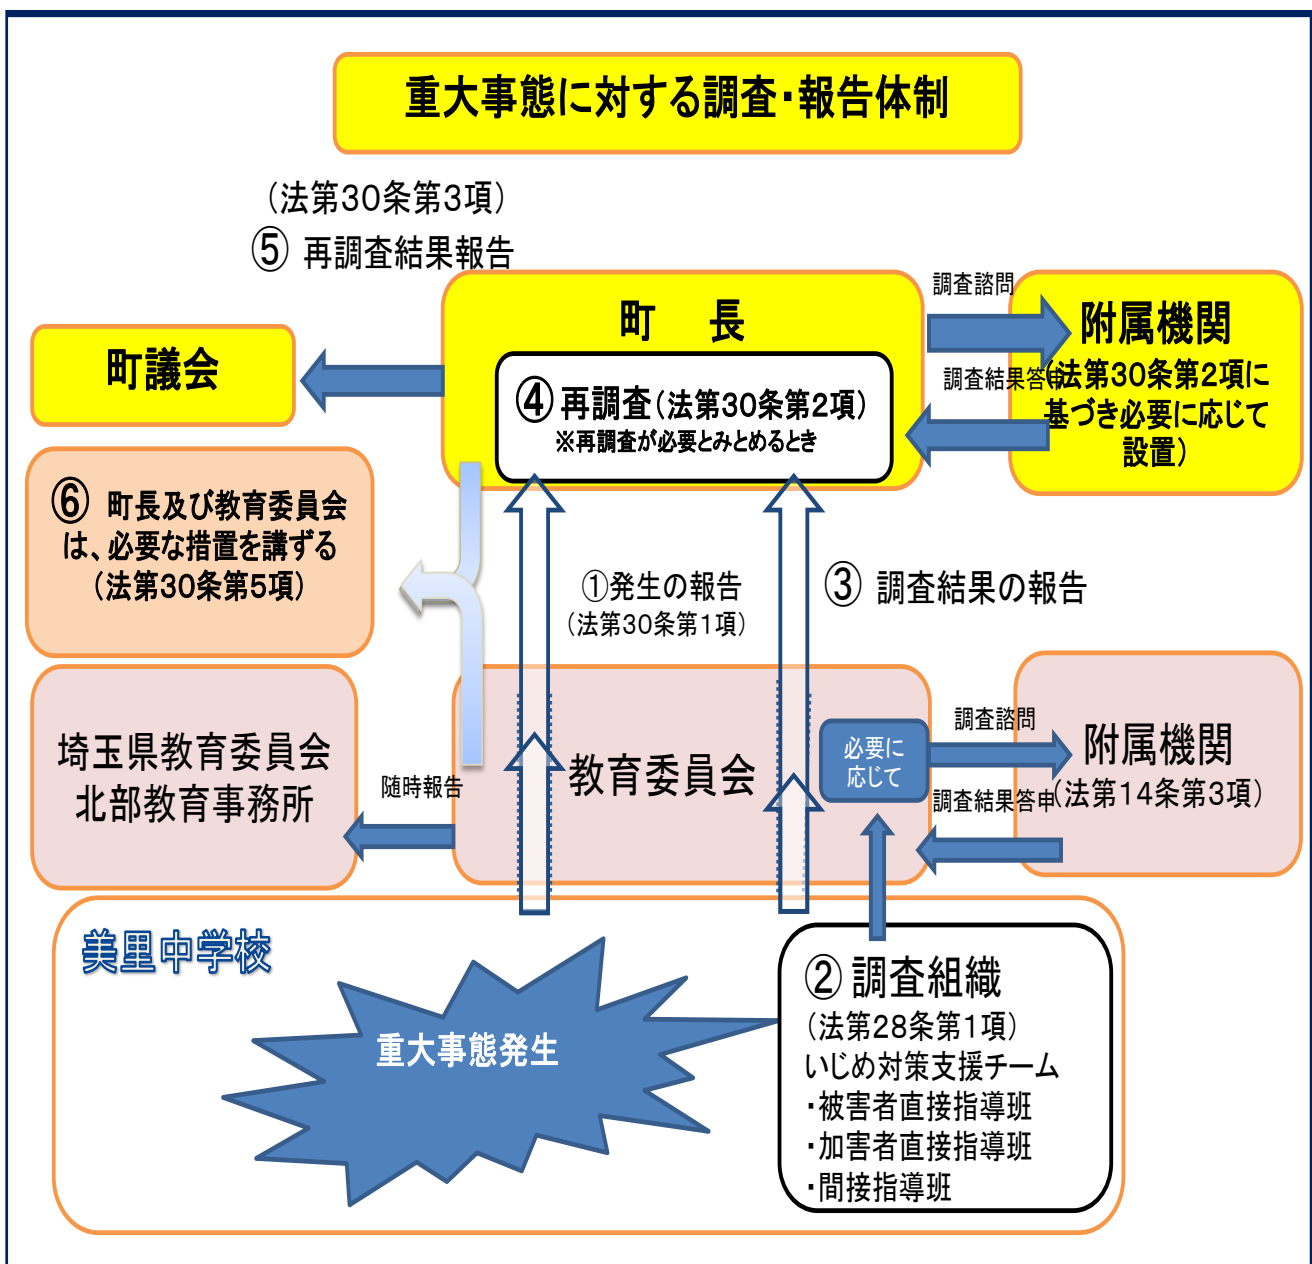 重大事態に対する調査・報告体制
（法第30条第3項）
⑤ 再調査結果報告
町　長
④再調査（法第30条第2項）
※再調査が必要とみとめるとき
調査諮問
調査結果答申
附属機関
（法第30条第2項に
基づき必要に応じて
設置）
町議会
⑥ 町長及び教育委員会
は、必要な措置を講ずる
（法第30条第5項）
①発生の報告
（法第30条第1項）
③ 調査結果の報告
埼玉県教育委員会
北部教育事務所
随時報告
教育委員会
必要に
応じて
調査諮問
調査結果答申
附属機関
（法第14条第3項）
美里中学校
重大事態発生
②調査組織
（法第28条第1項）
いじめ対策支援チーム
・被害者直接指導班
・加害者直接指導班
・間接指導班